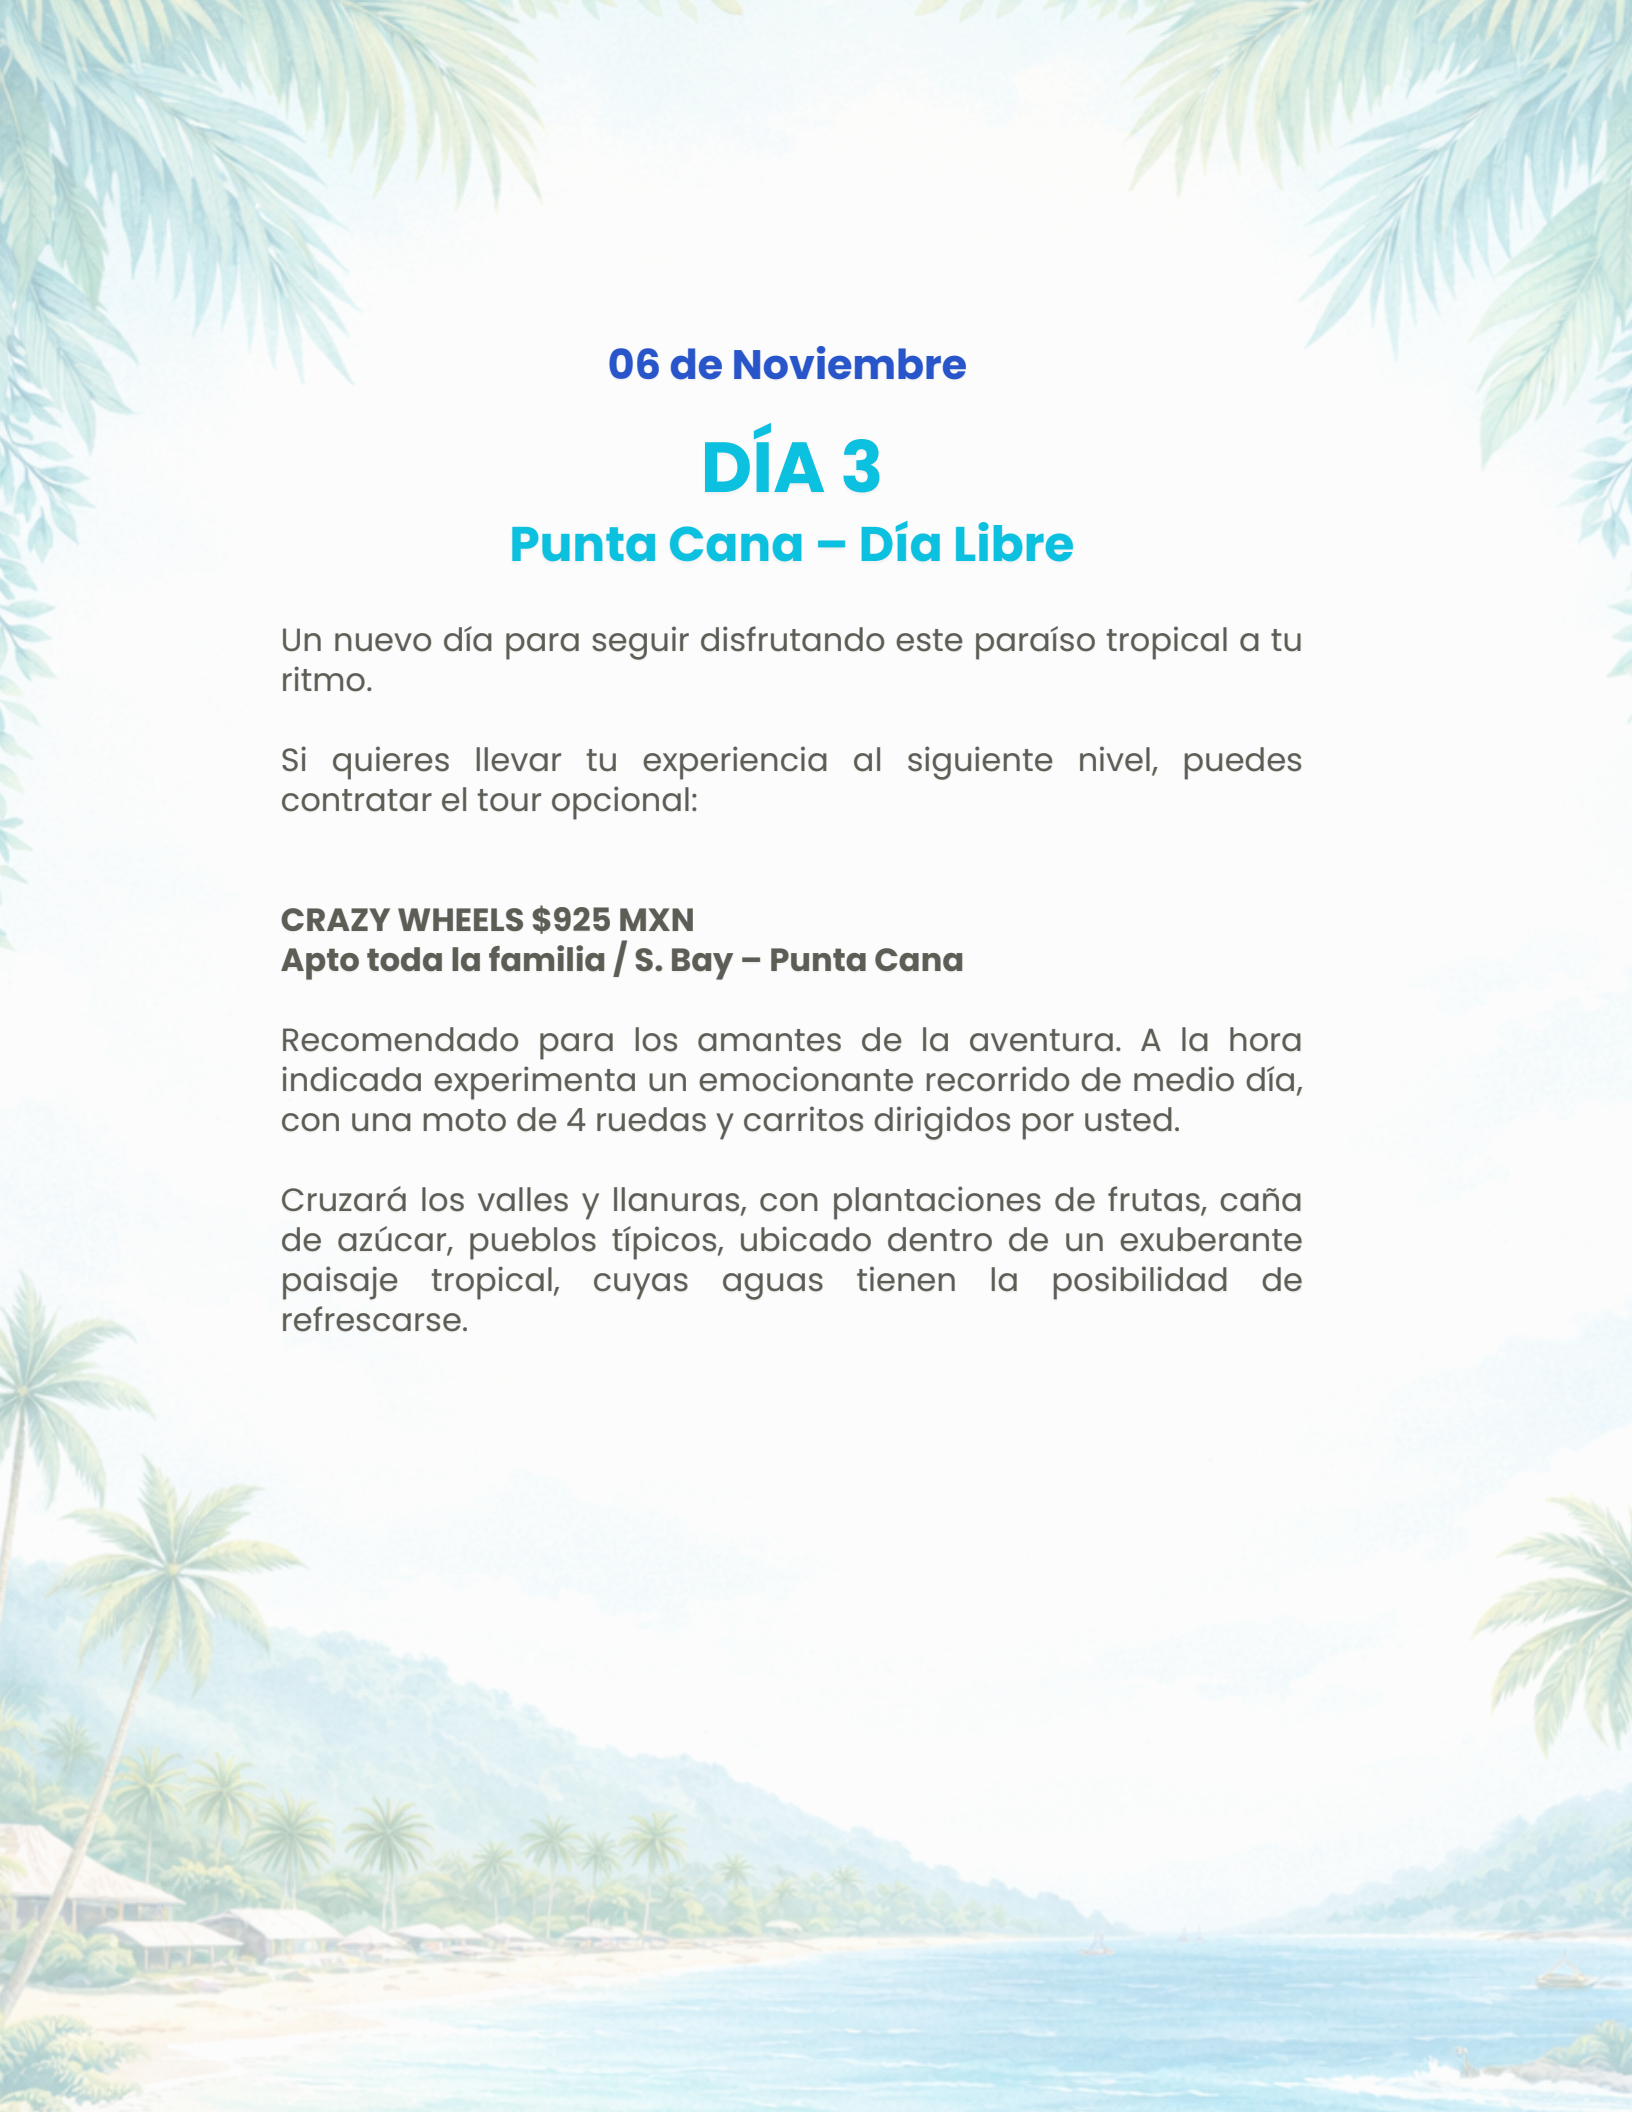 06 de Noviembre
DÍA 3
Punta Cana – Día Libre
Un nuevo día para seguir disfrutando este paraíso tropical a tu
ritmo.
Si quieres llevar tu experiencia al siguiente nivel, puedes
contratar el tour opcional:
CRAZY WHEELS $925 MXN
Apto toda la familia / S. Bay – Punta Cana
Recomendado para los amantes de la aventura. A la hora
indicada experimenta un emocionante recorrido de medio día,
con una moto de 4 ruedas y carritos dirigidos por usted.
Cruzará los valles y llanuras, con plantaciones de frutas, caña
de azúcar, pueblos típicos, ubicado dentro de un exuberante
paisaje tropical, cuyas aguas tienen la posibilidad de
refrescarse.